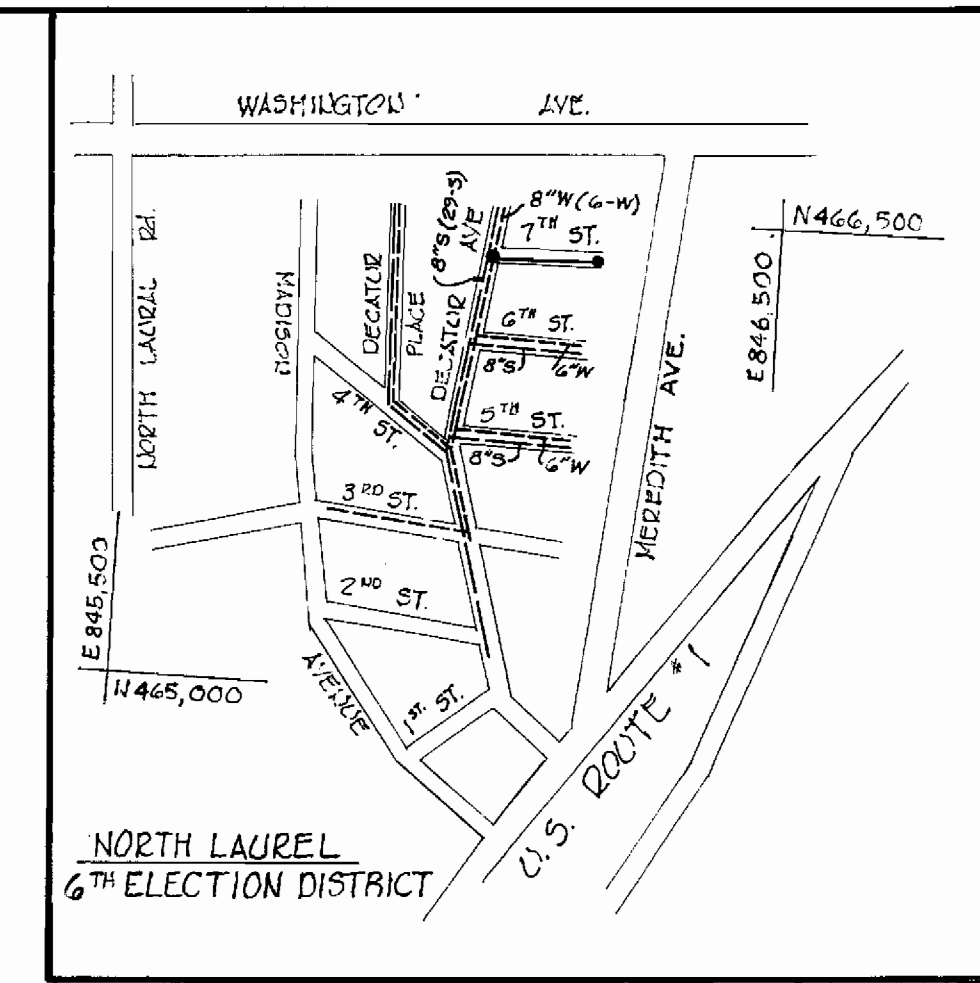 WASHINGTON AVE.
NORTH LAURAL Rd.
MADISON
DECATUR
PLACE
8"S (29-S)
DECATUR AVE
8"W (6-W)
7TH ST.
N466,500
E846,500
6TH ST.
8"S 6"W
5TH ST.
8"S 6"W
MEREDITH AVE.
4TH ST.
3RD ST.
2ND ST.
E845,500
N465,000
AVENUE
1ST. ST.
U.S. ROUTE #1
NORTH LAUREL
6TH ELECTION DISTRICT